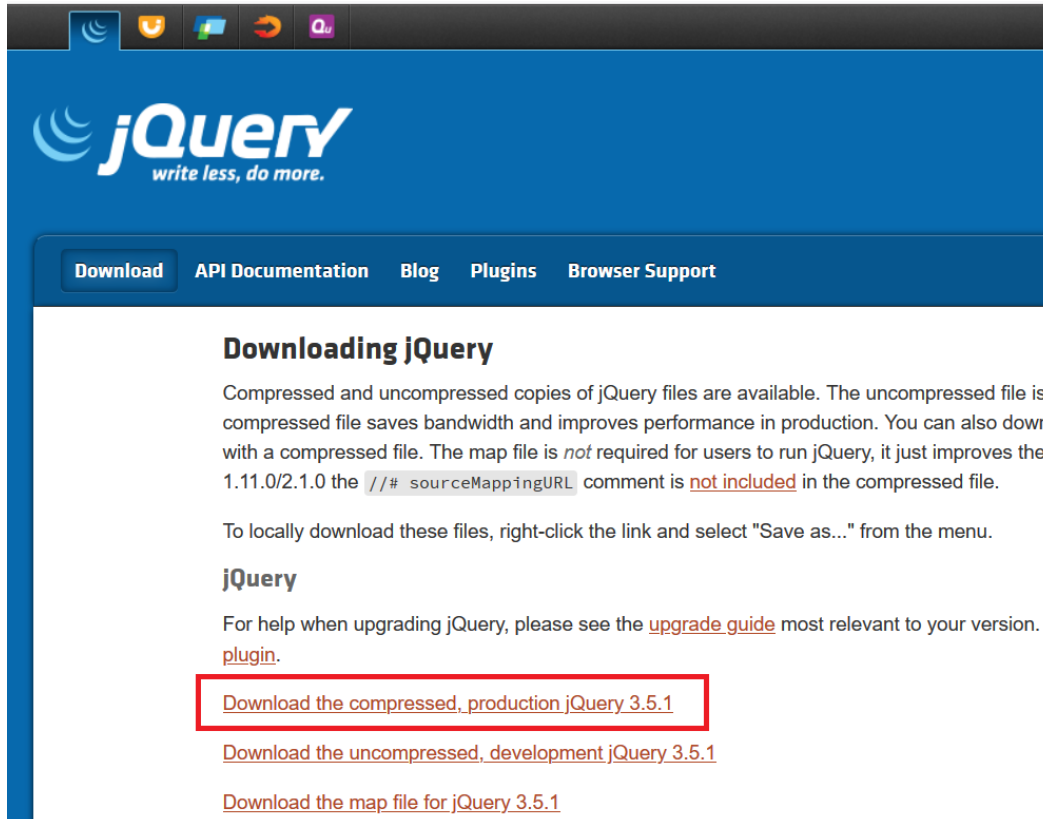 Qu
jQuery
write less, do more.
Download API Documentation Blog Plugins Browser Support
Downloading jQuery
Compressed and uncompressed copies of jQuery files are available. The uncompressed file is
compressed file saves bandwidth and improves performance in production. You can also down
with a compressed file. The map file is not required for users to run jQuery, it just improves the
1.11.0/2.1.0 the //# sourceMappingURL comment is not included in the compressed file.
To locally download these files, right-click the link and select "Save as..." from the menu.
jQuery
For help when upgrading jQuery, please see the upgrade guide most relevant to your version.
plugin.
Download the compressed, production jQuery 3.5.1
Download the uncompressed, development jQuery 3.5.1
Download the map file for jQuery 3.5.1